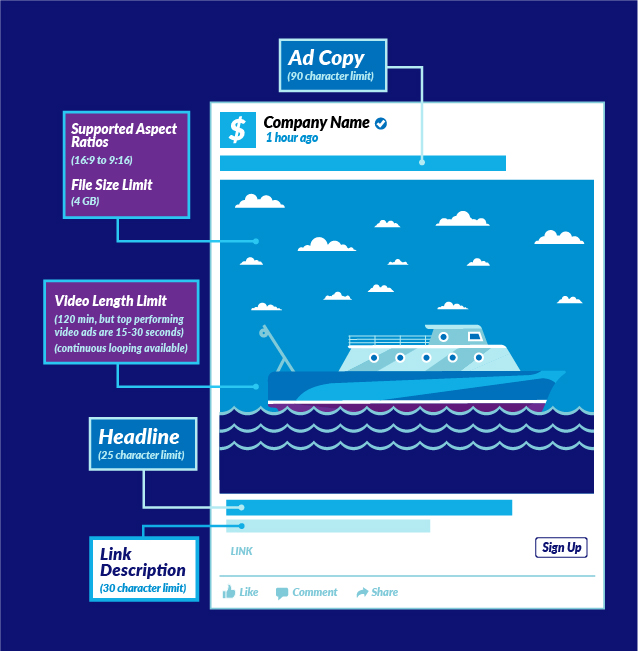 Ad Copy
(90 character limit)
$
Company Name
1 hour ago
Supported Aspect
Ratios
(16:9 to 9:16)
File Size Limit
(4 GB)
Video Length Limit
(120 min, but top performing
video ads are 15-30 seconds)
(continuous looping available)
Headline
(25 character limit)
Link
Description
(30 character limit)
LINK
Sign Up
Like
Comment
Share